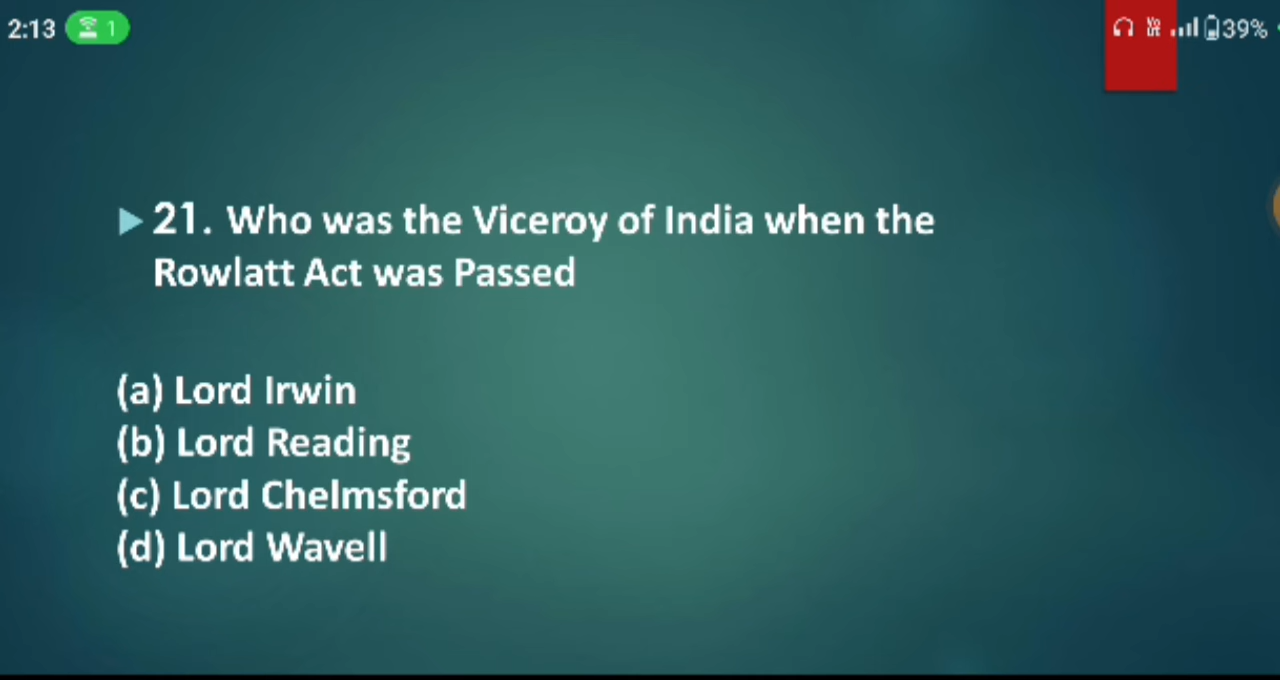 2:13 1 39%
21. Who was the Viceroy of India when the
Rowlatt Act was Passed
(a) Lord Irwin
(b) Lord Reading
(c) Lord Chelmsford
(d) Lord Wavell